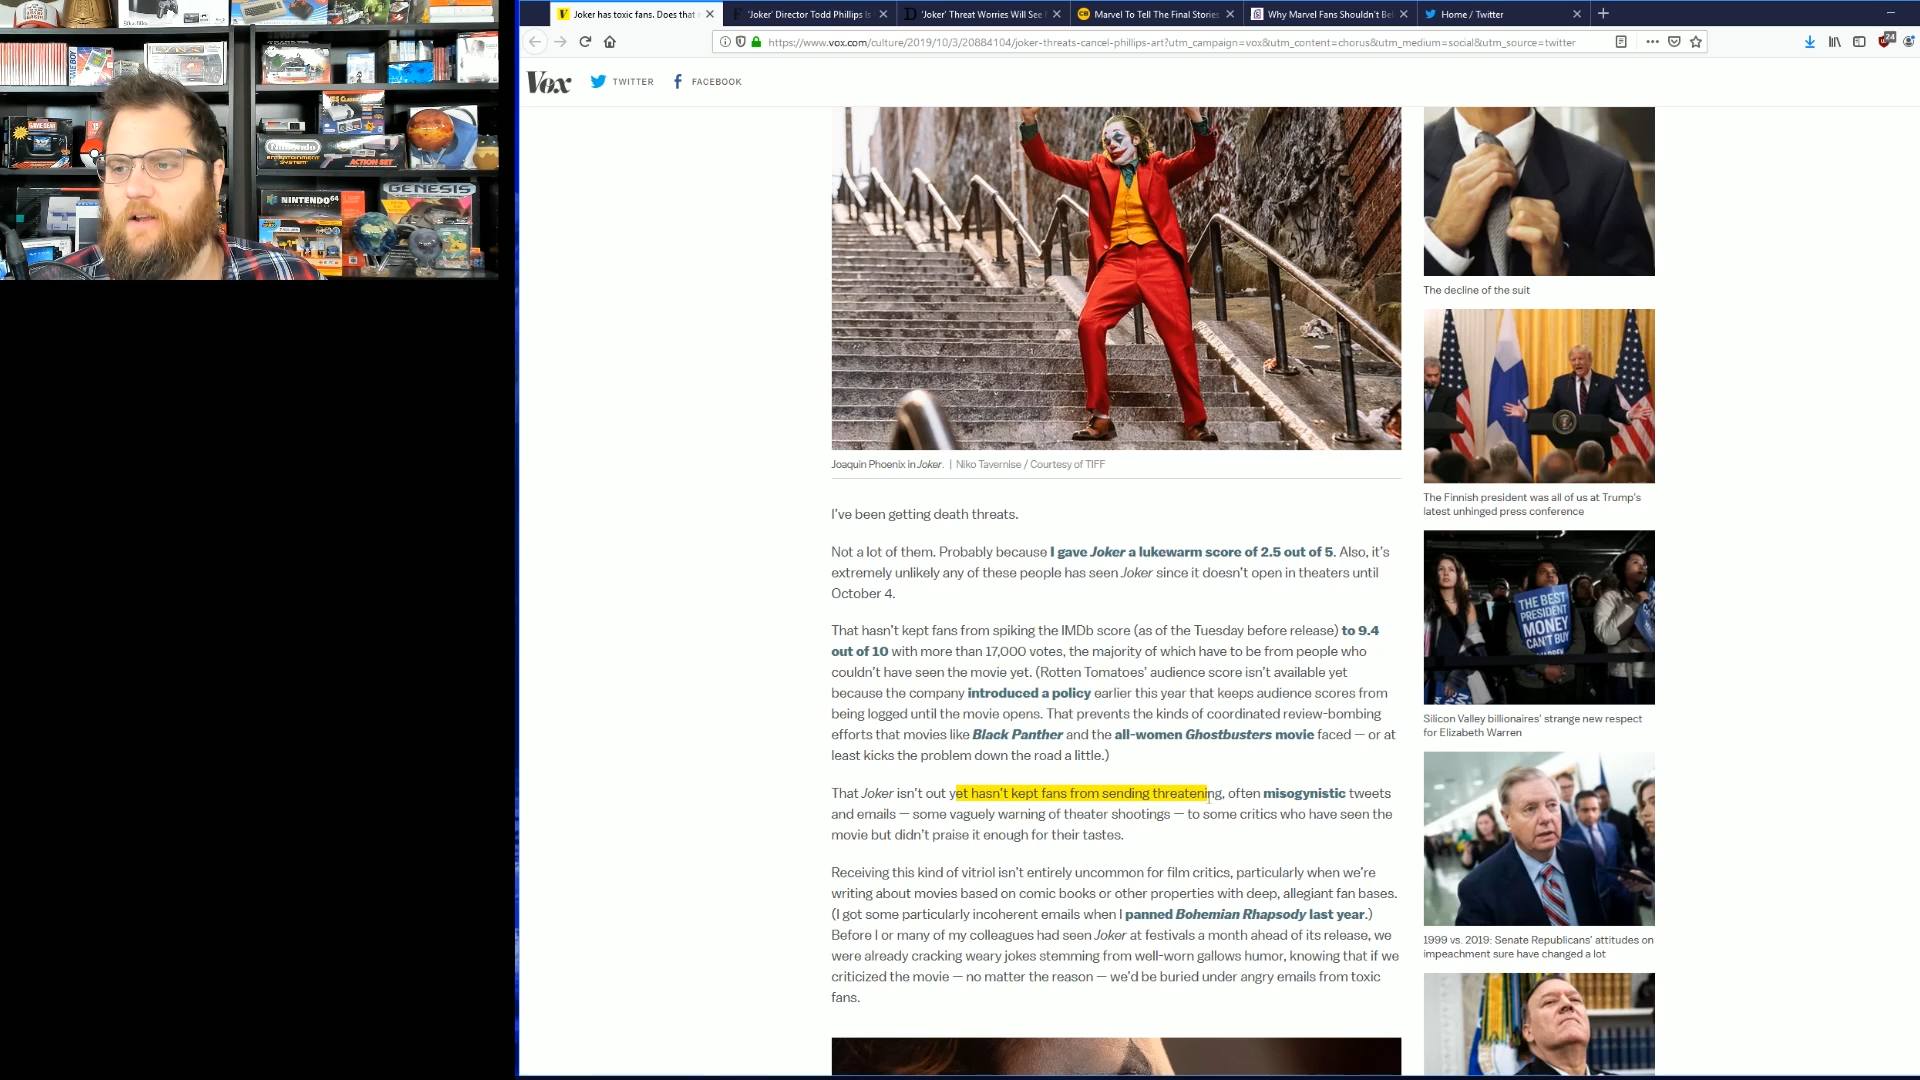 Joker has toxic fans. Does that
'Joker' Director Todd Phillips Is
'Joker' Threat Worries Will See
Marvel To Tell The Final Stories
Why Marvel Fans Shouldn't Be
Home / Twitter
https://www.vox.com/culture/2019/10/3/20884104/joker-threats-cancel-phillips-art?utm_campaign=vox&utm_content=chorus&utm_medium=social&utm_source=twitter
24
Vox
TWITTER
FACEBOOK
LYNX
GAME GEAR
Nintendo
ENTERTAINMENT SYSTEM
ACTION SET
NINTENDO 64
GENESIS
Joaquin Phoenix in Joker. | Niko Tavernise / Courtesy of TIFF
I've been getting death threats.
Not a lot of them. Probably because I gave Joker a lukewarm score of 2.5 out of 5. Also, it's
extremely unlikely any of these people has seen Joker since it doesn't open in theaters until
October 4.
That hasn't kept fans from spiking the IMDb score (as of the Tuesday before release) to 9.4
out of 10 with more than 17,000 votes, the majority of which have to be from people who
couldn't have seen the movie yet. (Rotten Tomatoes' audience score isn't available yet
because the company introduced a policy earlier this year that keeps audience scores from
being logged until the movie opens. That prevents the kinds of coordinated review-bombing
efforts that movies like Black Panther and the all-women Ghostbusters movie faced — or at
least kicks the problem down the road a little.)
That Joker isn't out yet hasn't kept fans from sending threatening, often misogynistic tweets
and emails — some vaguely warning of theater shootings — to some critics who have seen the
movie but didn't praise it enough for their tastes.
Receiving this kind of vitriol isn't entirely uncommon for film critics, particularly when we're
writing about movies based on comic books or other properties with deep, allegiant fan bases.
(I got some particularly incoherent emails when I panned Bohemian Rhapsody last year.)
Before I or many of my colleagues had seen Joker at festivals a month ahead of its release, we
were already cracking weary jokes stemming from well-worn gallows humor, knowing that if we
criticized the movie — no matter the reason — we'd be buried under angry emails from toxic
fans.
The decline of the suit
The Finnish president was all of us at Trump's
latest unhinged press conference
THE BEST
PRESIDENT
MONEY
CAN'T BUY
WARREN
Silicon Valley billionaires' strange new respect
for Elizabeth Warren
1999 vs. 2019: Senate Republicans' attitudes on
impeachment sure have changed a lot